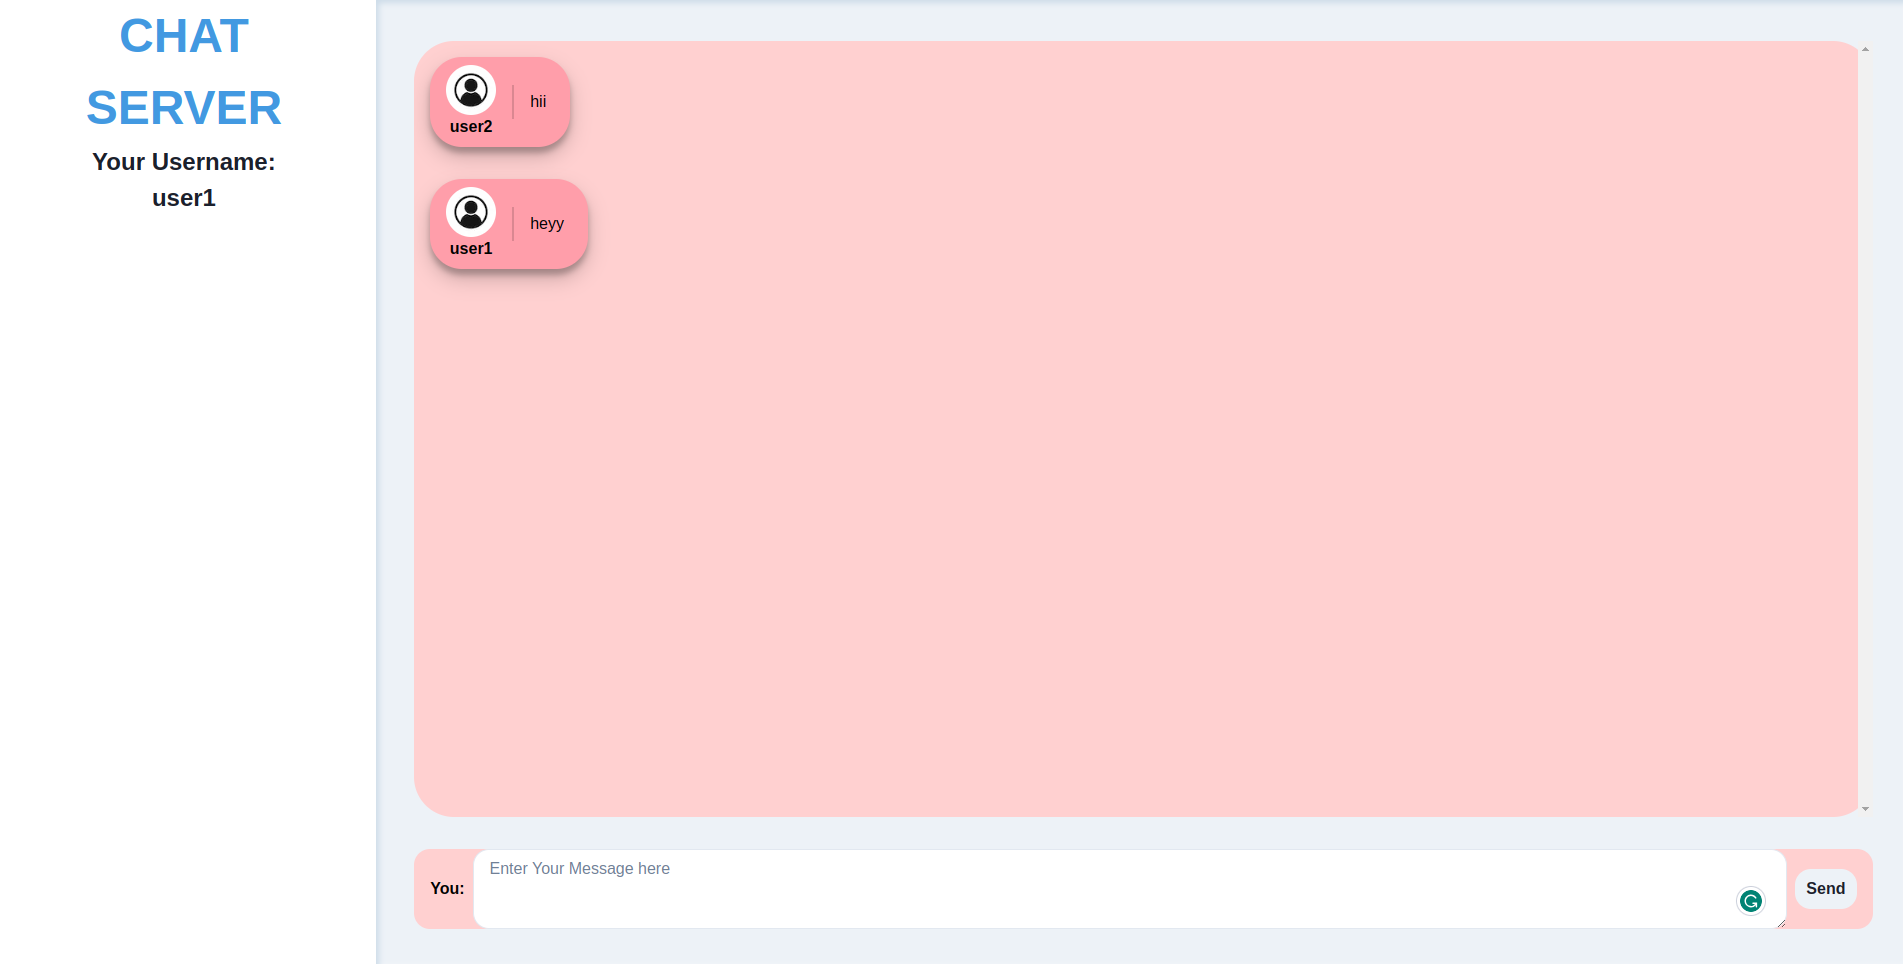 CHAT
SERVER
Your Username:
user1
hii
user2
heyy
user1
You:
Enter Your Message here
Send